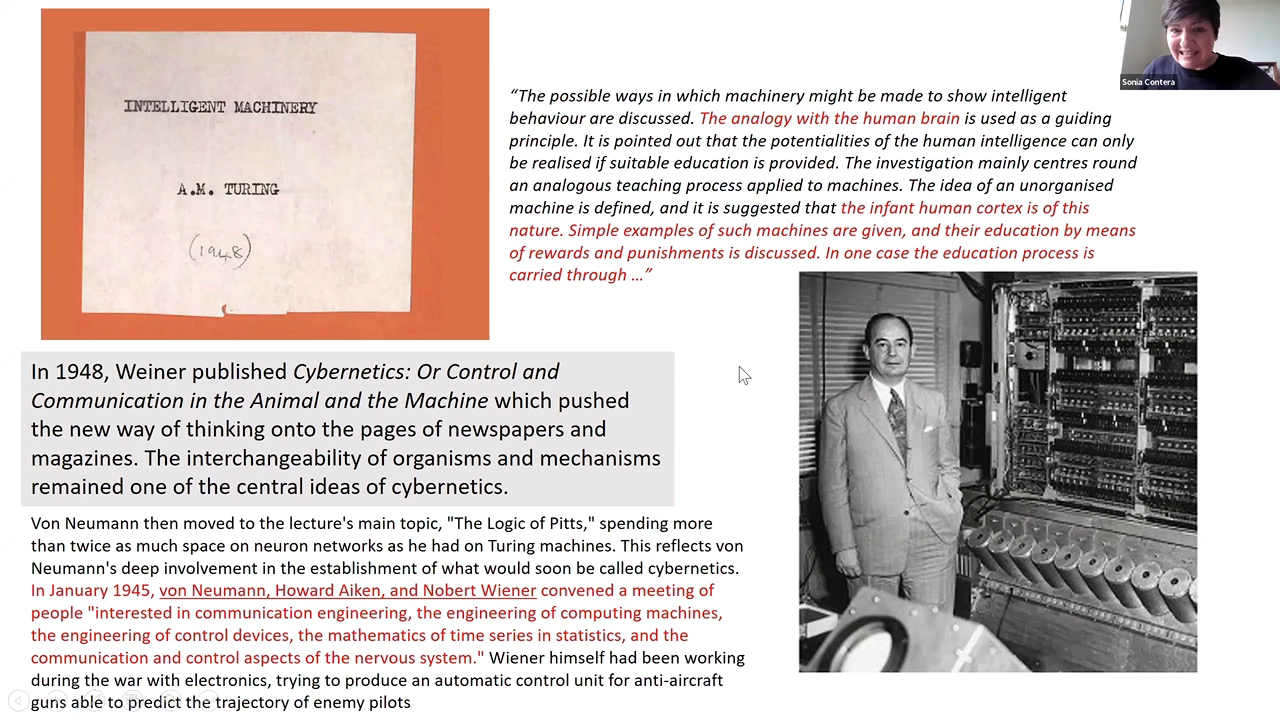 INTELLIGENT MACHINERY
A.M. TURING
(1948)
Sonia Contera
“The possible ways in which machinery might be made to show intelligent
behaviour are discussed. The analogy with the human brain is used as a guiding
principle. It is pointed out that the potentialities of the human intelligence can only
be realised if suitable education is provided. The investigation mainly centres round
an analogous teaching process applied to machines. The idea of an unorganised
machine is defined, and it is suggested that the infant human cortex is of this
nature. Simple examples of such machines are given, and their education by means
of rewards and punishments is discussed. In one case the education process is
carried through …”
In 1948, Weiner published Cybernetics: Or Control and
Communication in the Animal and the Machine which pushed
the new way of thinking onto the pages of newspapers and
magazines. The interchangeability of organisms and mechanisms
remained one of the central ideas of cybernetics.
Von Neumann then moved to the lecture's main topic, "The Logic of Pitts," spending more
than twice as much space on neuron networks as he had on Turing machines. This reflects von
Neumann's deep involvement in the establishment of what would soon be called cybernetics.
In January 1945, von Neumann, Howard Aiken, and Nobert Wiener convened a meeting of
people "interested in communication engineering, the engineering of computing machines,
the engineering of control devices, the mathematics of time series in statistics, and the
communication and control aspects of the nervous system." Wiener himself had been working
during the war with electronics, trying to produce an automatic control unit for anti-aircraft
guns able to predict the trajectory of enemy pilots